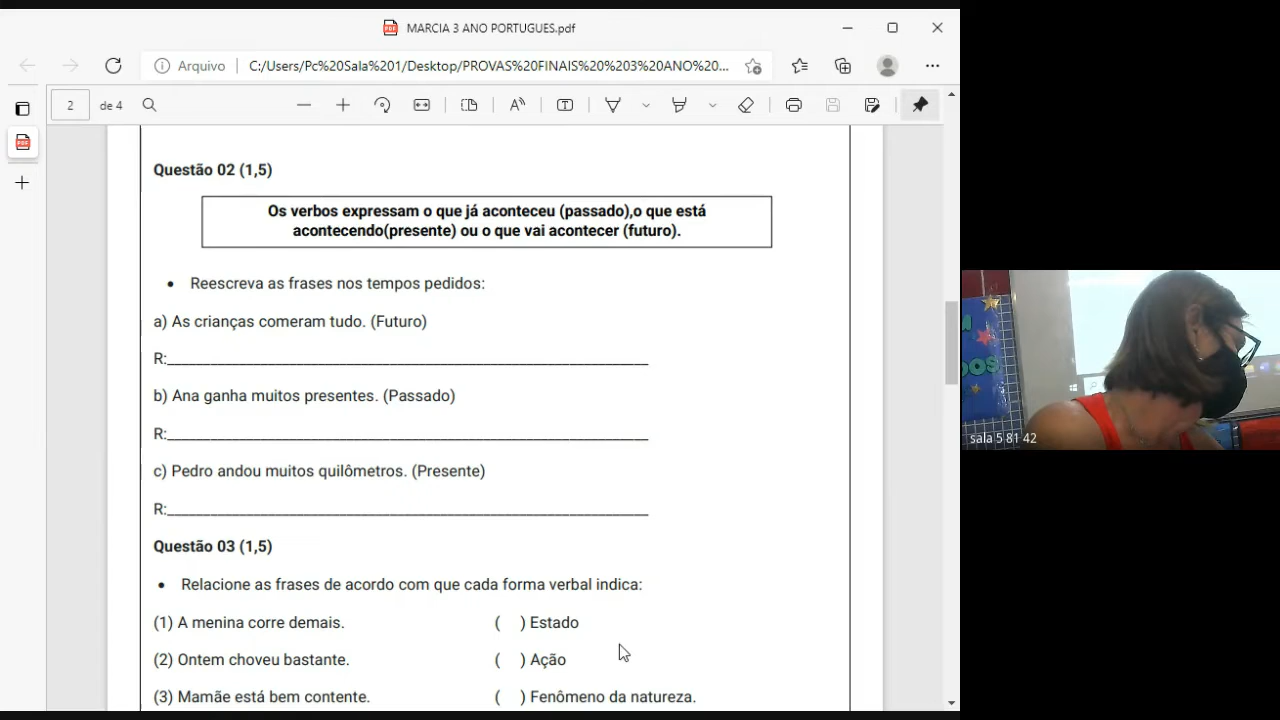 MARCIA 3 ANO PORTUGUES.pdf
Arquivo C:/Users/Pc%20Sala%201/Desktop/PROVAS%20FINAIS%20%203%20ANO%20...
2 de 4
Questão 02 (1,5)
Os verbos expressam o que já aconteceu (passado),o que está
acontecendo(presente) ou o que vai acontecer (futuro).
• Reescreva as frases nos tempos pedidos:
a) As crianças comeram tudo. (Futuro)
R:____________________________________________________________
b) Ana ganha muitos presentes. (Passado)
R:____________________________________________________________
c) Pedro andou muitos quilômetros. (Presente)
R:____________________________________________________________
Questão 03 (1,5)
• Relacione as frases de acordo com que cada forma verbal indica:
(1) A menina corre demais. ( ) Estado
(2) Ontem choveu bastante. ( ) Ação
(3) Mamãe está bem contente. ( ) Fenômeno da natureza.
sala 5 81 42